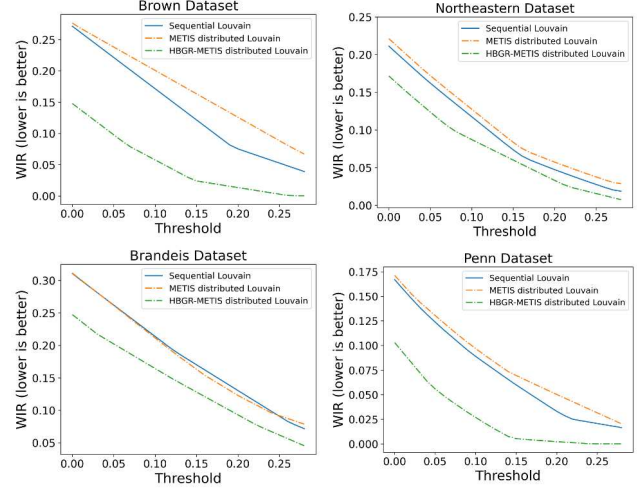 Brown Dataset
Sequential Louvain
METIS distributed Louvain
HBGR-METIS distributed Louvain
WIR (lower is better)
0.25
0.20
0.15
0.10
0.05
0.00
0.00 0.05 0.10 0.15 0.20 0.25
Threshold
Northeastern Dataset
Sequential Louvain
METIS distributed Louvain
HBGR-METIS distributed Louvain
WIR (lower is better)
0.25
0.20
0.15
0.10
0.05
0.00
0.00 0.05 0.10 0.15 0.20 0.25
Threshold
Brandeis Dataset
Sequential Louvain
METIS distributed Louvain
HBGR-METIS distributed Louvain
WIR (lower is better)
0.30
0.25
0.20
0.15
0.10
0.05
0.00 0.05 0.10 0.15 0.20 0.25
Threshold
Penn Dataset
Sequential Louvain
METIS distributed Louvain
HBGR-METIS distributed Louvain
WIR (lower is better)
0.175
0.150
0.125
0.100
0.075
0.050
0.025
0.000
0.00 0.05 0.10 0.15 0.20 0.25
Threshold